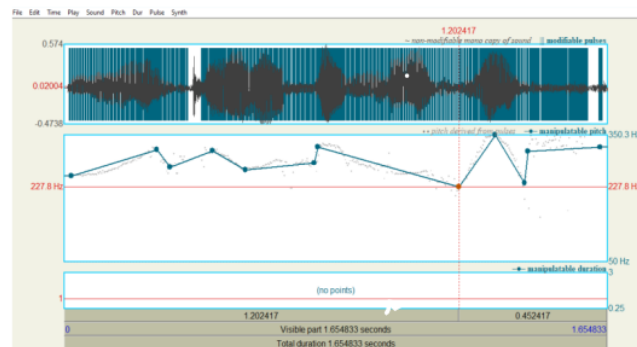 File Edit Time Play Sound Pitch Dur Pulse Synth
1.202417
0.574
~ non-modifiable mono copy of sound || modifiable pulses
0.02004
-0.4738
↔ pitch derived from pulses manipulatable pitch
350.3 Hz
227.8 Hz
227.8 Hz
50 Hz
manipulatable duration
3
(no points)
1
0.25
1.202417 0.452417
0 Visible part 1.654833 seconds 1.654833
Total duration 1.654833 seconds